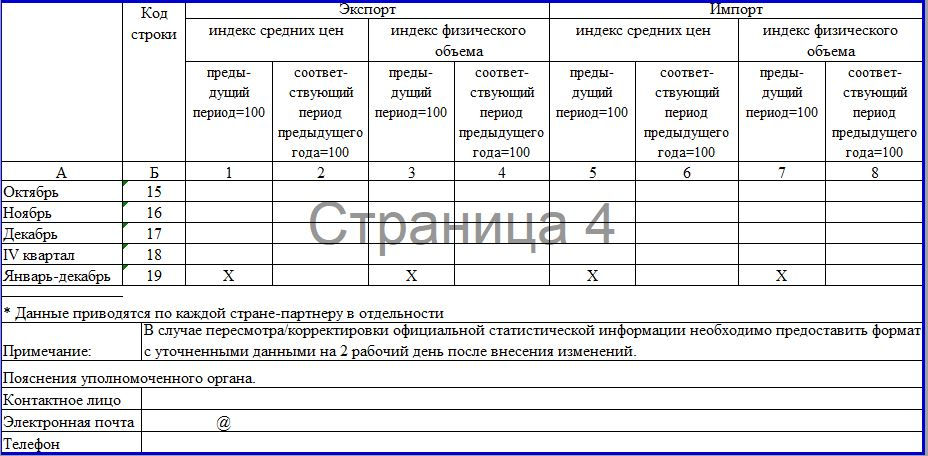 Код строки Экспорт Импорт
индекс средних цен индекс физического объема индекс средних цен индекс физического объема
преды-дущий период=100 соответ-ствующий период предыдущего года=100 преды-дущий период=100 соответ-ствующий период предыдущего года=100 преды-дущий период=100 соответ-ствующий период предыдущего года=100 преды-дущий период=100 соответ-ствующий период предыдущего года=100
А Б 1 2 3 4 5 6 7 8
Октябрь 15
Ноябрь 16
Декабрь 17
IV квартал 18
Январь-декабрь 19 X X X X
Страница 4
* Данные приводятся по каждой стране-партнеру в отдельности
Примечание: В случае пересмотра/корректировки официальной статистической информации необходимо предоставить формат
с уточненными данными на 2 рабочий день после внесения изменений.
Пояснения уполномоченного органа.
Контактное лицо
Электронная почта @
Телефон